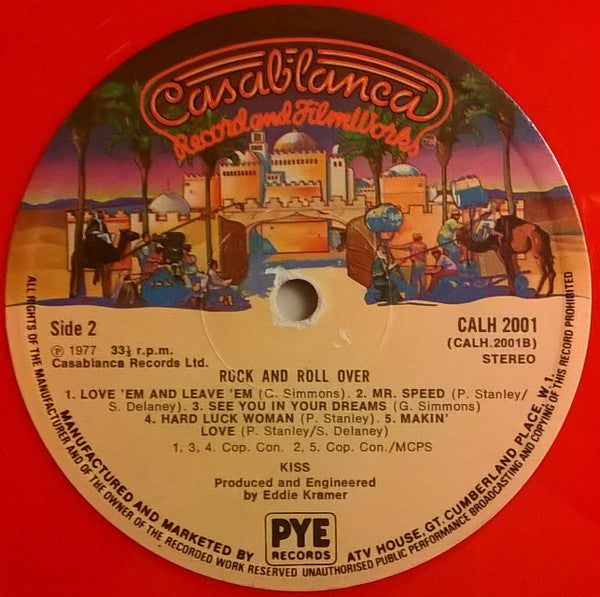 Casablanca
Record and FilmWorks
Side 2
CALH 2001
(CALH.2001B)
STEREO
Ⓟ 1977 33⅓ r.p.m.
Casablanca Records Ltd.
ROCK AND ROLL OVER
1. LOVE 'EM AND LEAVE 'EM (C. Simmons). 2. MR. SPEED (P. Stanley/
S. Delaney). 3. SEE YOU IN YOUR DREAMS (G. Simmons)
4. HARD LUCK WOMAN (P. Stanley). 5. MAKIN'
LOVE (P. Stanley/S. Delaney)
1, 3, 4. Cop. Con. 2, 5. Cop. Con./MCPS
KISS
Produced and Engineered
by Eddie Kramer
PYE
RECORDS
MANUFACTURED AND MARKETED BY
ATV HOUSE, GT. CUMBERLAND PLACE, W.1.
ALL RIGHTS OF THE MANUFACTURER AND OF THE OWNER OF THE RECORDED WORK RESERVED UNAUTHORISED PUBLIC PERFORMANCE BROADCASTING AND COPYING OF THIS RECORD PROHIBITED